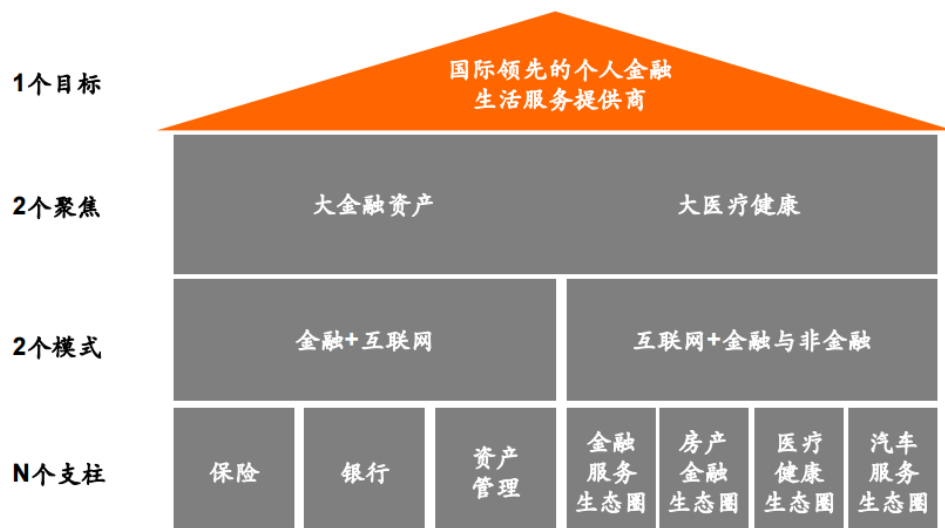 国际领先的个人金融
生活服务提供商
1个目标
2个聚焦
大金融资产
大医疗健康
2个模式
金融+互联网
互联网+金融与非金融
N个支柱
保险
银行
资产
管理
金融
服务
生态圈
房产
金融
生态圈
医疗
健康
生态圈
汽车
服务
生态圈